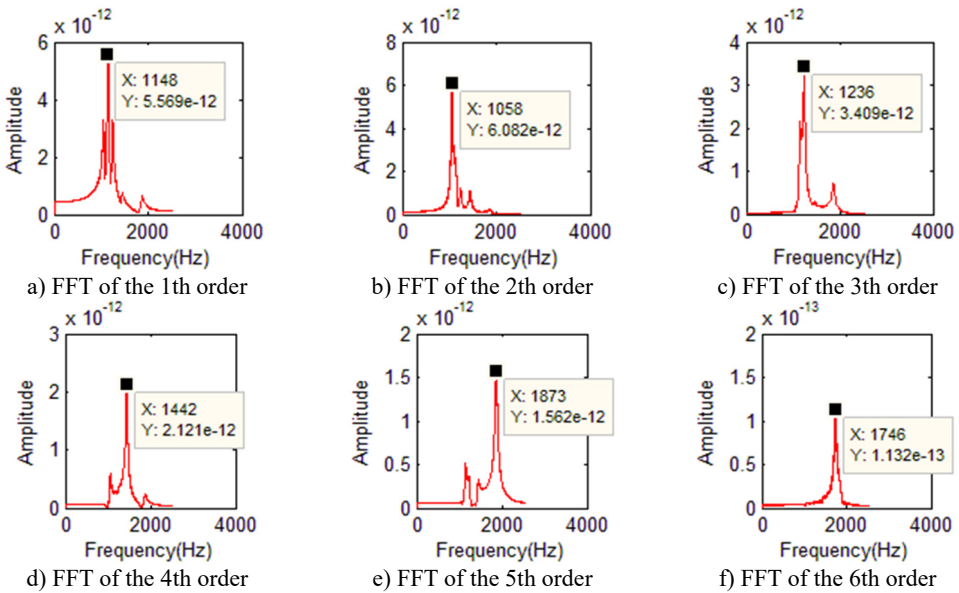 x 10^-12
6
4
2
0
Amplitude
X: 1148
Y: 5.569e-12
0
2000
4000
Frequency(Hz)
a) FFT of the 1th order
x 10^-12
8
6
4
2
0
Amplitude
X: 1058
Y: 6.082e-12
0
2000
4000
Frequency(Hz)
b) FFT of the 2th order
x 10^-12
4
3
2
1
0
Amplitude
X: 1236
Y: 3.409e-12
0
2000
4000
Frequency(Hz)
c) FFT of the 3th order
x 10^-12
3
2
1
0
Amplitude
X: 1442
Y: 2.121e-12
0
2000
4000
Frequency(Hz)
d) FFT of the 4th order
x 10^-12
2
1.5
1
0.5
0
Amplitude
X: 1873
Y: 1.562e-12
0
2000
4000
Frequency(Hz)
e) FFT of the 5th order
x 10^-13
2
1.5
1
0.5
0
Amplitude
X: 1746
Y: 1.132e-13
0
2000
4000
Frequency(Hz)
f) FFT of the 6th order